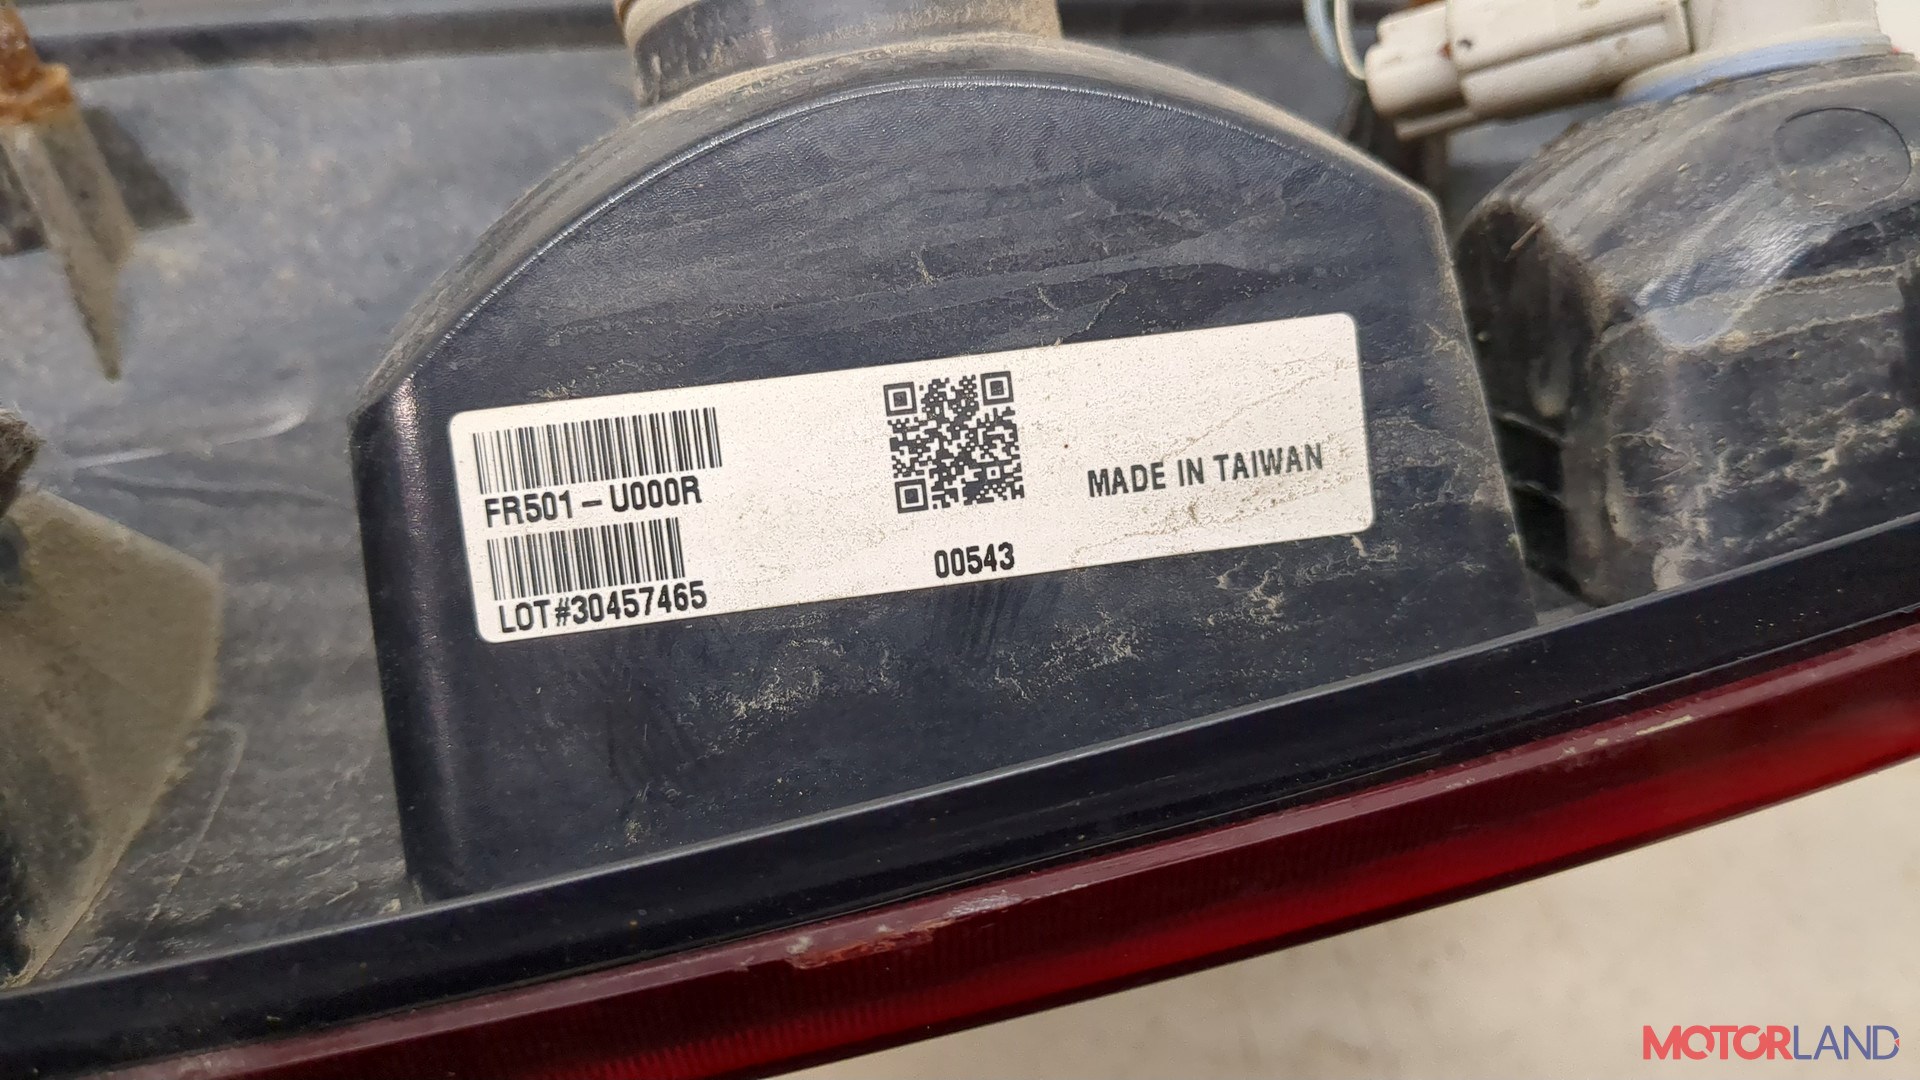 FR501-U000R
LOT#30457465
00543
MADE IN TAIWAN
MOTORLAND